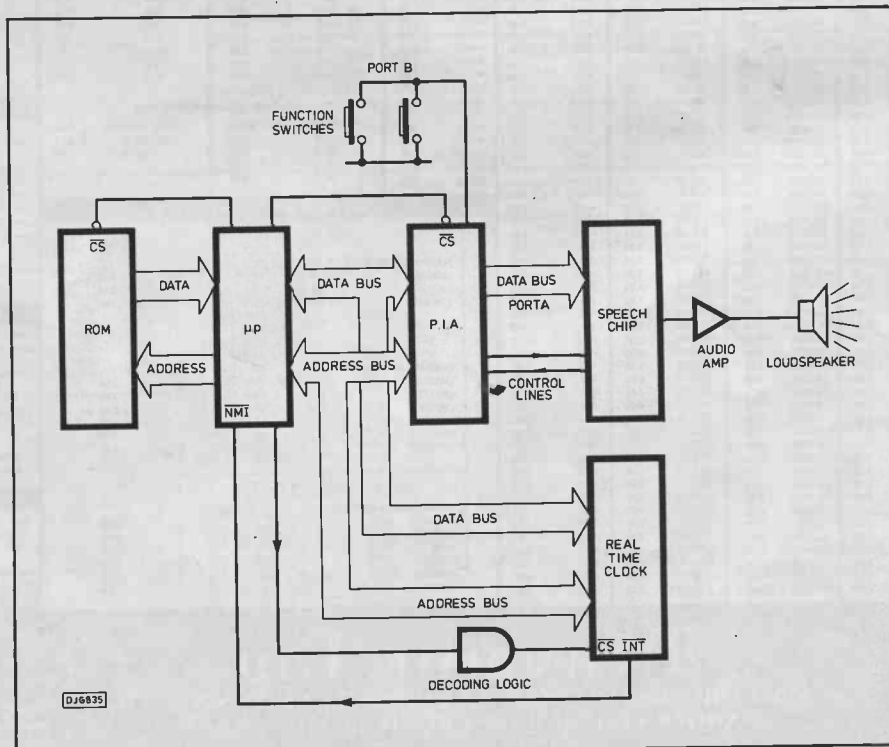 PORT B
FUNCTION
SWITCHES
CS
ROM
DATA
ADDRESS
μp
NMI
DATA BUS
ADDRESS BUS
CS
P.I.A.
DATA BUS
PORTA
CONTROL
LINES
SPEECH
CHIP
AUDIO
AMP
LOUDSPEAKER
DATA BUS
ADDRESS BUS
REAL
TIME
CLOCK
CS INT
DECODING LOGIC
DJ6835